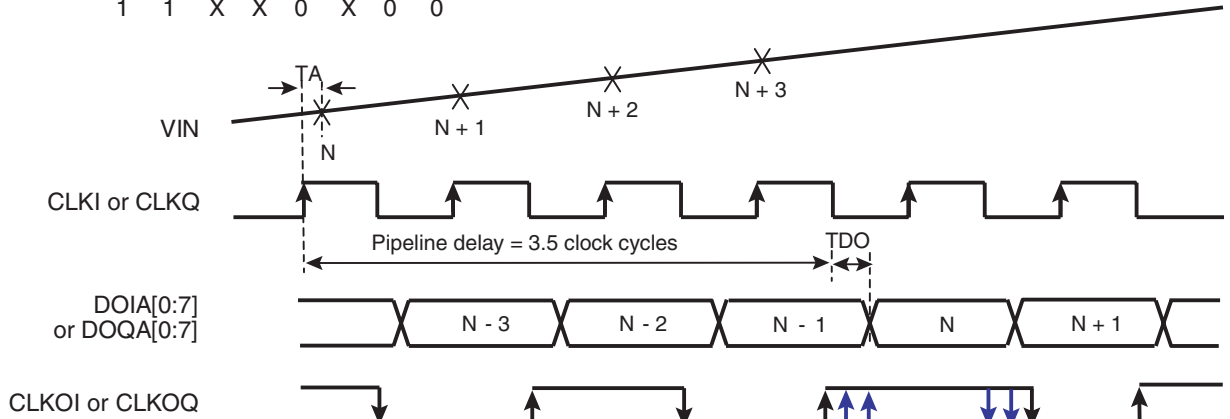 1 1 X X 0 X 0 0
TA
VIN
N
N + 1
N + 2
N + 3
CLKI or CLKQ
Pipeline delay = 3.5 clock cycles
TDO
DOIA[0:7]
or DOQA[0:7]
N - 3
N - 2
N - 1
N
N + 1
CLKOI or CLKOQ